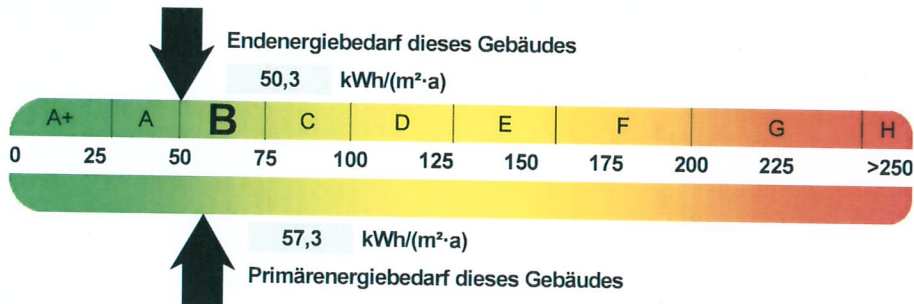 Endenergiebedarf dieses Gebäudes
50,3 kWh/(m²·a)
A+ A B C D E F G H
0 25 50 75 100 125 150 175 200 225 >250
57,3 kWh/(m²·a)
Primärenergiebedarf dieses Gebäudes